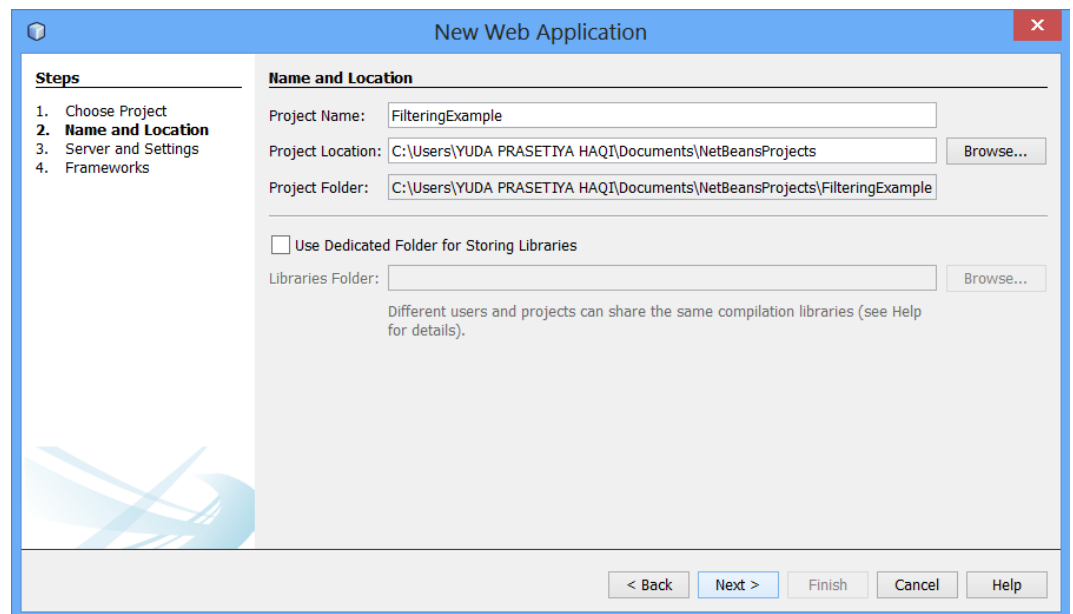 New Web Application
Steps
1. Choose Project
2. Name and Location
3. Server and Settings
4. Frameworks
Name and Location
Project Name: FilteringExample
Project Location: C:\Users\YUDA PRASETIYA HAQI\Documents\NetBeansProjects Browse...
Project Folder: C:\Users\YUDA PRASETIYA HAQI\Documents\NetBeansProjects\FilteringExample
Use Dedicated Folder for Storing Libraries
Libraries Folder: Browse...
Different users and projects can share the same compilation libraries (see Help
for details).
< Back Next > Finish Cancel Help